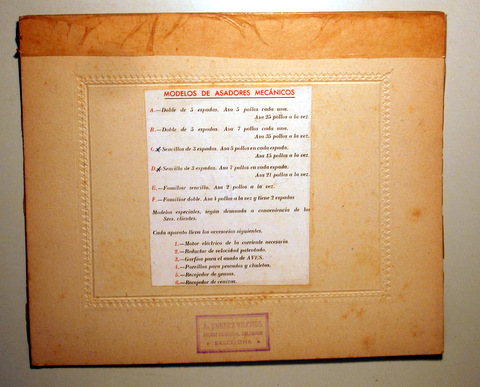 MODELOS DE ASADORES MECÁNICOS
A.—Doble de 5 espadas. Asa 5 pollos cada una.
Asa 25 pollos a la vez.
B.—Doble de 5 espadas. Asa 7 pollos cada una.
Asa 35 pollos a la vez.
C.—Sencillo de 3 espadas. Asa 5 pollos en cada espada.
Asa 15 pollos a la vez.
D.—Sencillo de 3 espadas. Asa 7 pollos en cada espada.
Asa 21 pollos a la vez.
E.—Familiar sencillo. Asa 2 pollos a la vez.
F.—Familiar doble. Asa 4 pollos a la vez y tiene 2 espadas
Modelos especiales, según demanda a conveniencia de los
Sres. clientes.
Cada aparato lleva los accesorios siguientes.
1.—Motor eléctrico de la corriente necesaria.
2.—Reductor de velocidad patentado.
3.—Garfios para el asado de AVES.
4.—Parrillas para pescados y chuletas.
5.—Recojedor de grasas.
6.—Recojedor de cenizas.
BARCELONA